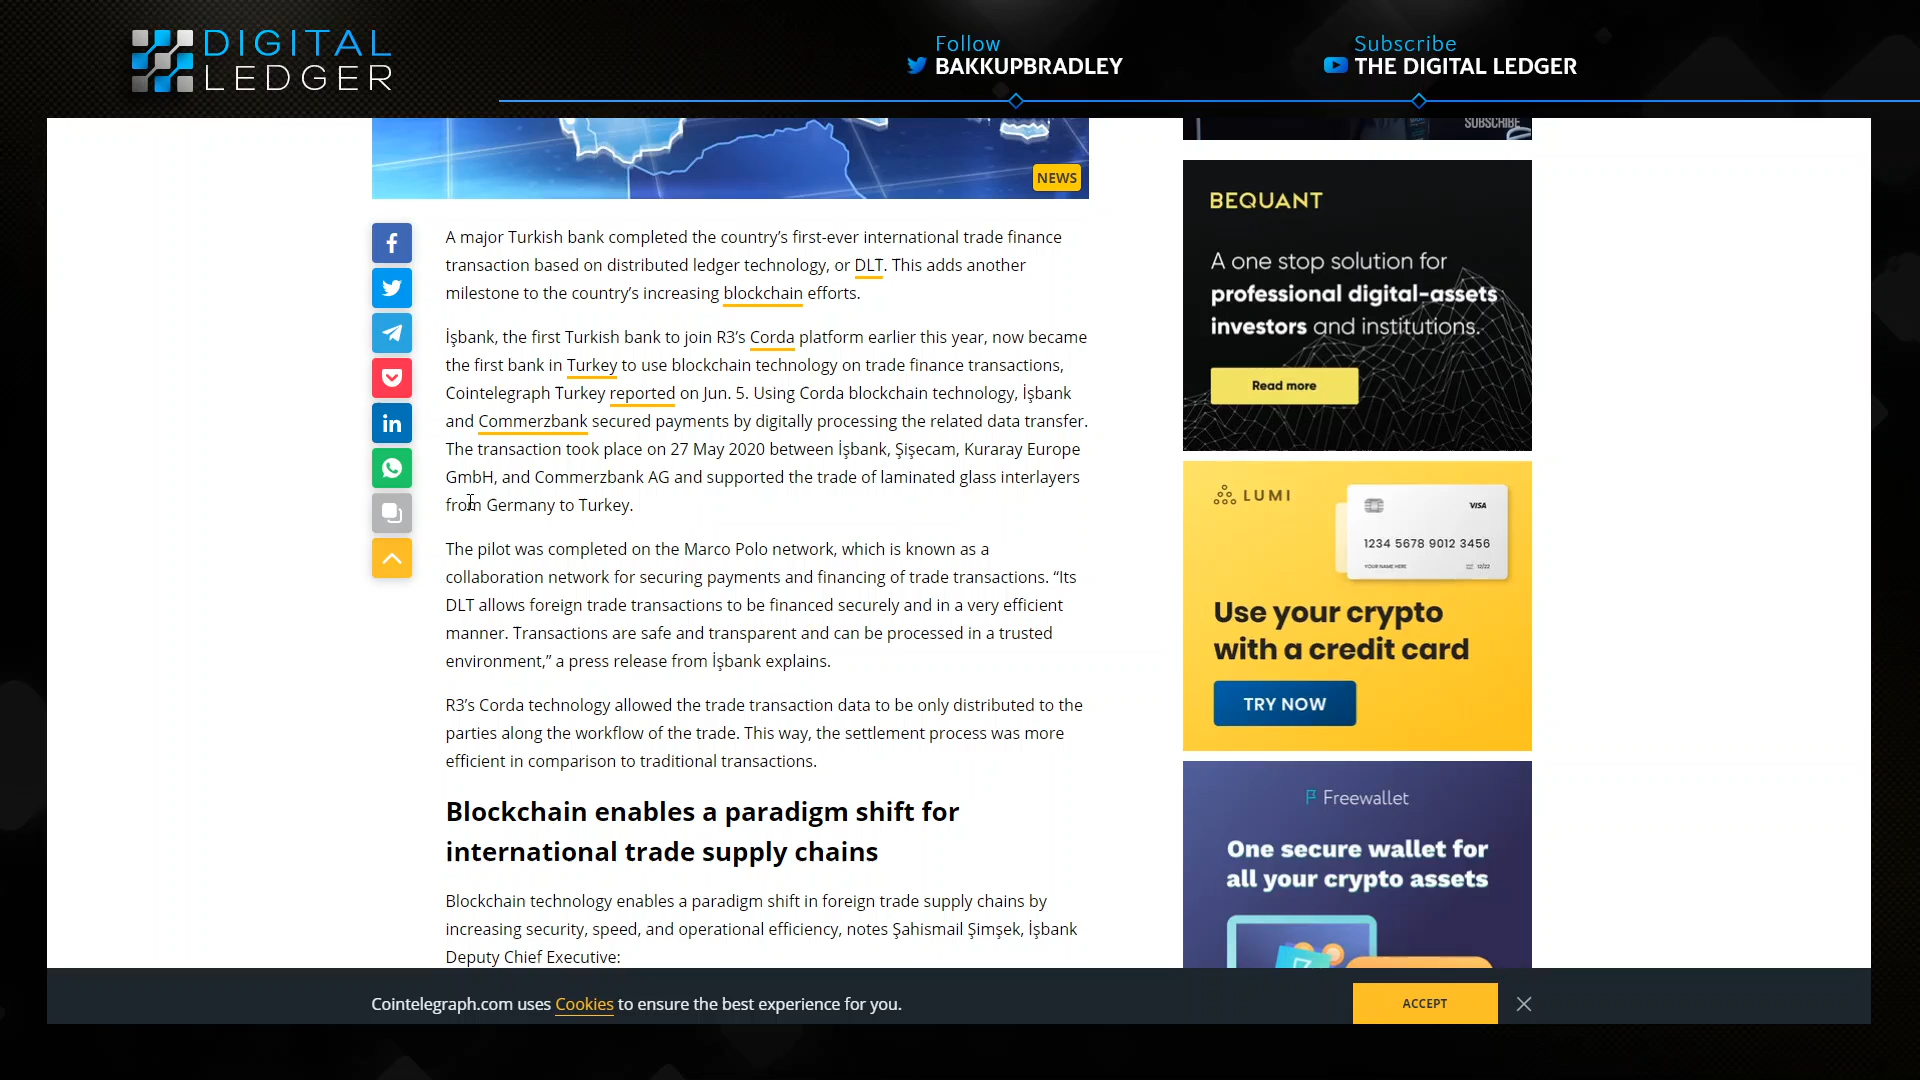 DIGITAL
LEDGER
Follow
BAKKUPBRADLEY
Subscribe
THE DIGITAL LEDGER
SUBSCRIBE
NEWS
A major Turkish bank completed the country’s first-ever international trade finance
transaction based on distributed ledger technology, or DLT. This adds another
milestone to the country’s increasing blockchain efforts.
İşbank, the first Turkish bank to join R3’s Corda platform earlier this year, now became
the first bank in Turkey to use blockchain technology on trade finance transactions,
Cointelegraph Turkey reported on Jun. 5. Using Corda blockchain technology, İşbank
and Commerzbank secured payments by digitally processing the related data transfer.
The transaction took place on 27 May 2020 between İşbank, Şişecam, Kuraray Europe
GmbH, and Commerzbank AG and supported the trade of laminated glass interlayers
from Germany to Turkey.
The pilot was completed on the Marco Polo network, which is known as a
collaboration network for securing payments and financing of trade transactions. “Its
DLT allows foreign trade transactions to be financed securely and in a very efficient
manner. Transactions are safe and transparent and can be processed in a trusted
environment,” a press release from İşbank explains.
R3’s Corda technology allowed the trade transaction data to be only distributed to the
parties along the workflow of the trade. This way, the settlement process was more
efficient in comparison to traditional transactions.
Blockchain enables a paradigm shift for
international trade supply chains
Blockchain technology enables a paradigm shift in foreign trade supply chains by
increasing security, speed, and operational efficiency, notes Şahismail Şimşek, İşbank
Deputy Chief Executive:
BEQUANT
A one stop solution for
professional digital-assets
investors and institutions.
Read more
LUMI
VISA
1234 5678 9012 3456
YOUR NAME HERE
12/22
Use your crypto
with a credit card
TRY NOW
Freewallet
One secure wallet for
all your crypto assets
Cointelegraph.com uses Cookies to ensure the best experience for you.
ACCEPT